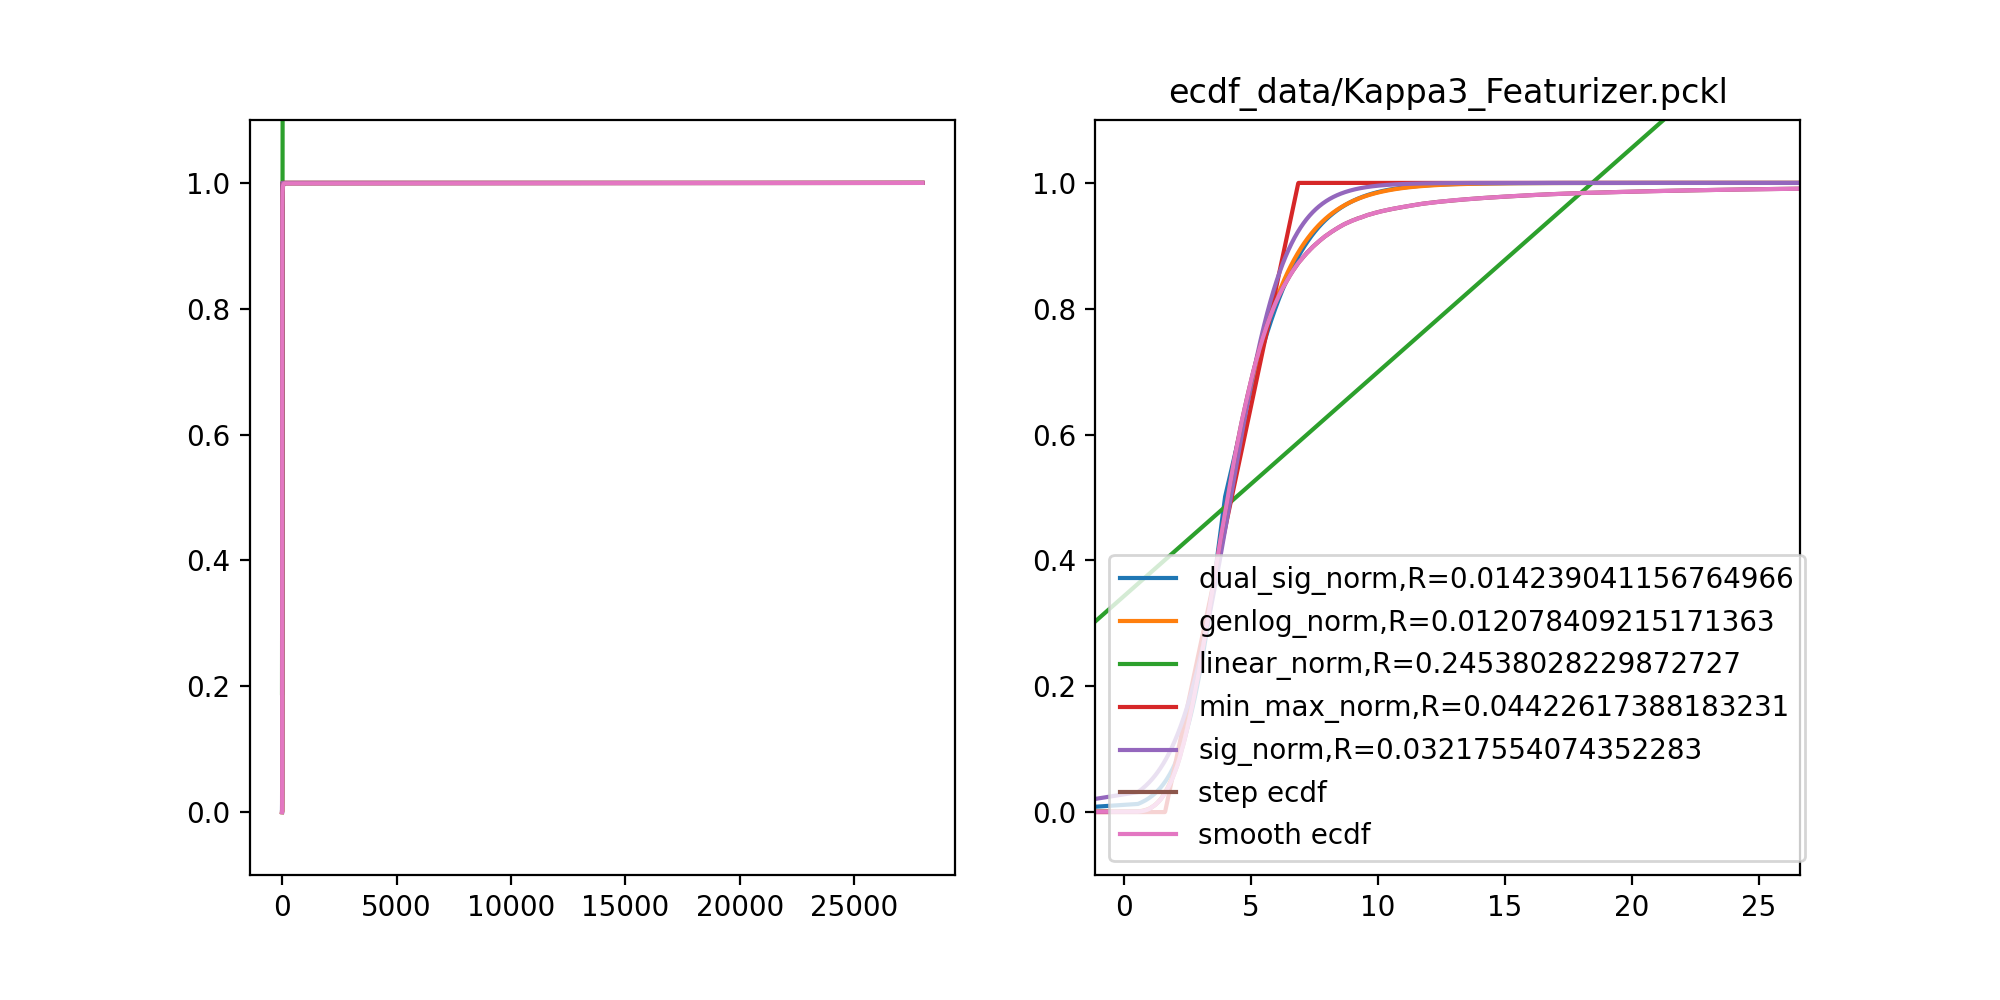 ecdf_data/Kappa3_Featurizer.pckl
1.0
0.8
0.6
0.4
0.2
0.0
0 5000 10000 15000 20000 25000
1.0
0.8
0.6
0.4
0.2
0.0
dual_sig_norm,R=0.014239041156764966
genlog_norm,R=0.012078409215171363
linear_norm,R=0.24538028229872727
min_max_norm,R=0.04422617388183231
sig_norm,R=0.03217554074352283
step ecdf
smooth ecdf
0 5 10 15 20 25